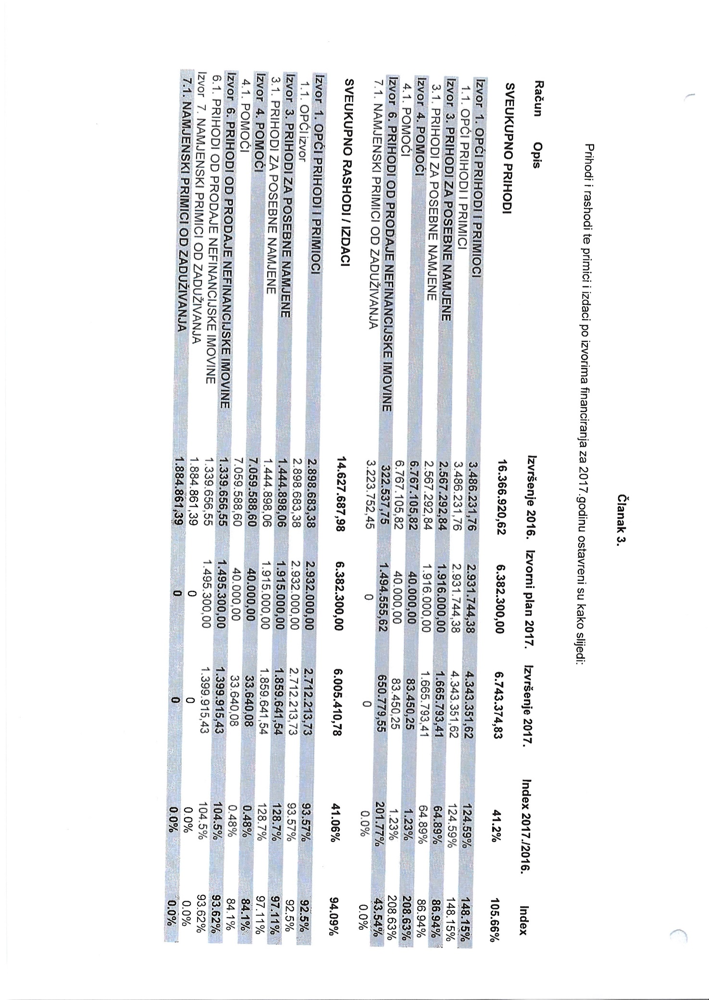 Članak 3.
Prihodi i rashodi te primici i izdaci po izvorima financiranja za 2017.godinu ostavreni su kako slijedi:
Račun Opis Izvršenje 2016. Izvorni plan 2017. Izvršenje 2017. Index 2017./2016. Index
SVEUKUPNO PRIHODI 16.366.920,62 6.382.300,00 6.743.374,83 41.2% 105.66%
Izvor 1. OPĆI PRIHODI I PRIMIOCI 3.486.231,76 2.931.744,38 4.343.351,62 124.59% 148.15%
1.1. OPĆI PRIHODI I PRIMICI 3.486.231,76 2.931.744,38 4.343.351,62 124.59% 148.15%
Izvor 3. PRIHODI ZA POSEBNE NAMJENE 2.567.292,84 1.916.000,00 1.665.793,41 64.89% 86.94%
3.1. PRIHODI ZA POSEBNE NAMJENE 2.567.292,84 1.916.000,00 1.665.793,41 64.89% 86.94%
Izvor 4. POMOĆI 6.767.105,82 40.000,00 83.450,25 1.23% 208.63%
4.1. POMOĆI 6.767.105,82 40.000,00 83.450,25 1.23% 208.63%
Izvor 6. PRIHODI OD PRODAJE NEFINANCIJSKE IMOVINE 322.537,75 1.494.555,62 650.779,55 201.77% 43.54%
7.1. NAMJENSKI PRIMICI OD ZADUŽIVANJA 3.223.752,45 0 0 0.0% 0.0%
SVEUKUPNO RASHODI / IZDACI 14.627.687,98 6.382.300,00 6.005.410,78 41.06% 94.09%
Izvor 1. OPĆI PRIHODI I PRIMIOCI 2.898.683,38 2.932.000,00 2.712.213,73 93.57% 92.5%
1.1. OPĆI izvor 2.898.683,38 2.932.000,00 2.712.213,73 93.57% 92.5%
Izvor 3. PRIHODI ZA POSEBNE NAMJENE 1.444.898,06 1.915.000,00 1.859.641,54 128.7% 97.11%
3.1. PRIHODI ZA POSEBNE NAMJENE 1.444.898,06 1.915.000,00 1.859.641,54 128.7% 97.11%
Izvor 4. POMOĆI 7.059.588,60 40.000,00 33.640,08 0.48% 84.1%
4.1. POMOĆI 7.059.588,60 40.000,00 33.640,08 0.48% 84.1%
Izvor 6. PRIHODI OD PRODAJE NEFINANCIJSKE IMOVINE 1.339.656,55 1.495.300,00 1.399.915,43 104.5% 93.62%
6.1. PRIHODI OD PRODAJE NEFINANCIJSKE IMOVINE 1.339.656,55 1.495.300,00 1.399.915,43 104.5% 93.62%
Izvor 7. NAMJENSKI PRIMICI OD ZADUŽIVANJA 1.884.861,39 0 0 0.0% 0.0%
7.1. NAMJENSKI PRIMICI OD ZADUŽIVANJA 1.884.861,39 0 0 0.0% 0.0%